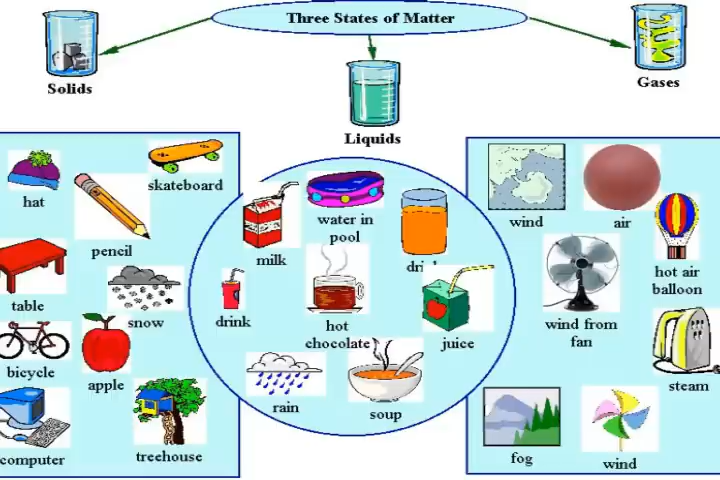 Three States of Matter
Solids
Liquids
Gases
hat
pencil
skateboard
table
snow
bicycle
apple
computer
treehouse
milk
water in
pool
drink
hot
chocolate
juice
rain
soup
wind
air
hot air
balloon
wind from
fan
steam
fog
wind